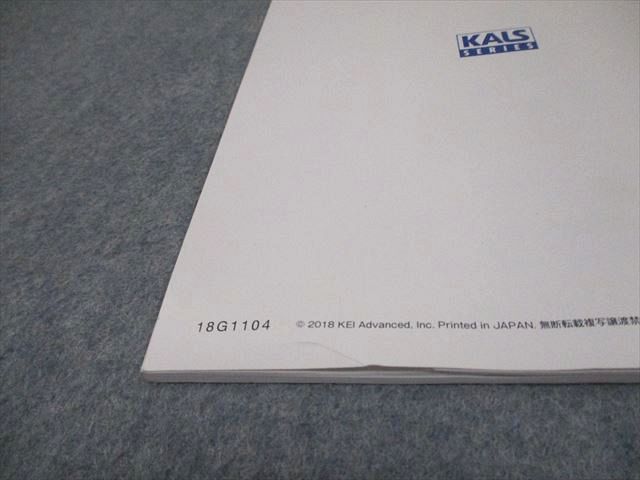 KALS
SERIES
18G1104 © 2018 KEI Advanced, Inc. Printed in JAPAN. 無断転載複写譲渡禁